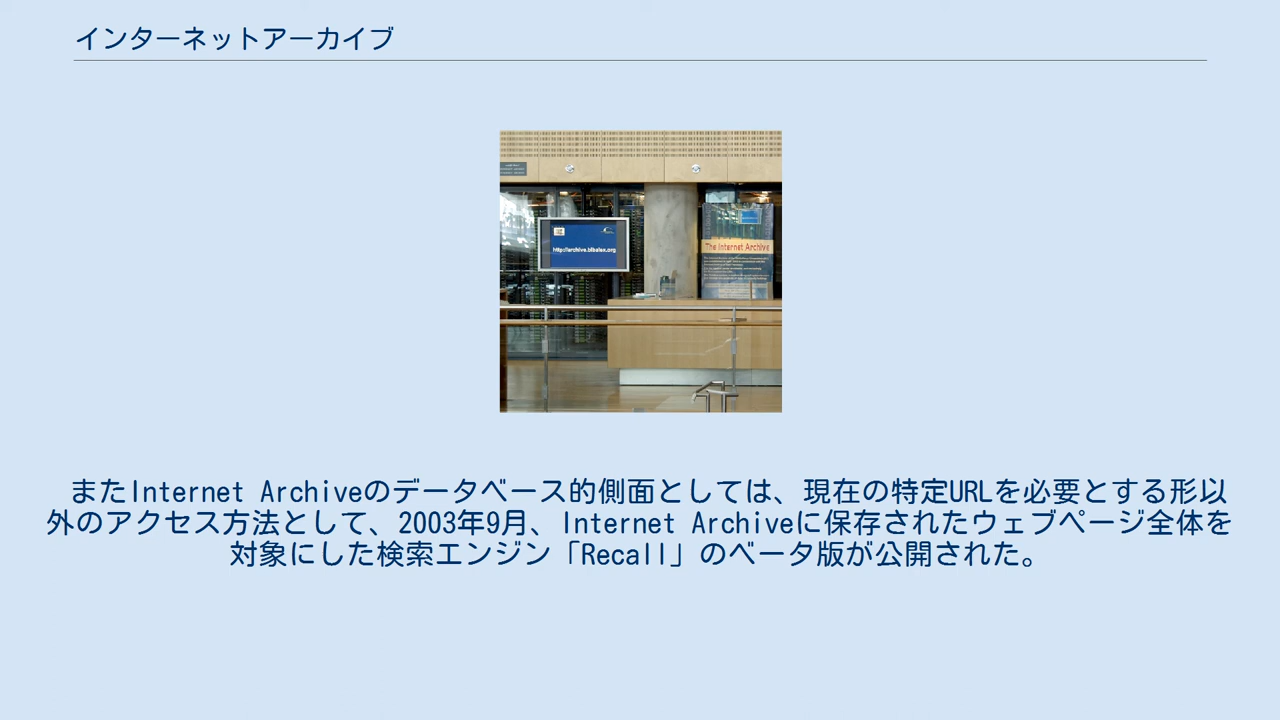 インターネットアーカイブ
http://archive.bibalex.org
The Internet Archive
またInternet Archiveのデータベース的側面としては、現在の特定URLを必要とする形以
外のアクセス方法として、2003年9月、Internet Archiveに保存されたウェブページ全体を
対象にした検索エンジン「Recall」のベータ版が公開された。